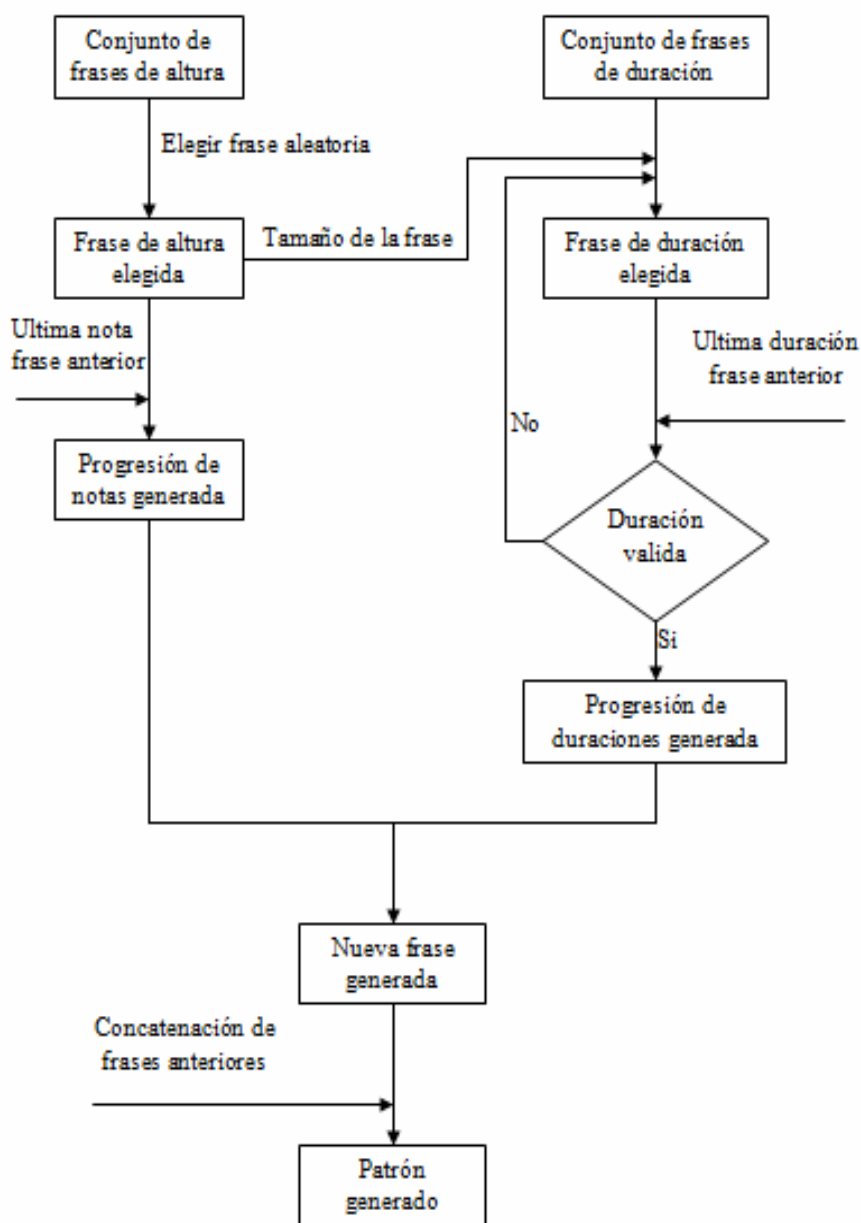 Conjunto de
frases de altura
Conjunto de frases
de duración
Elegir frase aleatoria
Frase de altura
elegida
Tamaño de la frase
Frase de duración
elegida
Ultima nota
frase anterior
Ultima duración
frase anterior
No
Progresión de
notas generada
Duración
valida
Si
Progresión de
duraciones generada
Nueva frase
generada
Concatenación de
frases anteriores
Patrón
generado